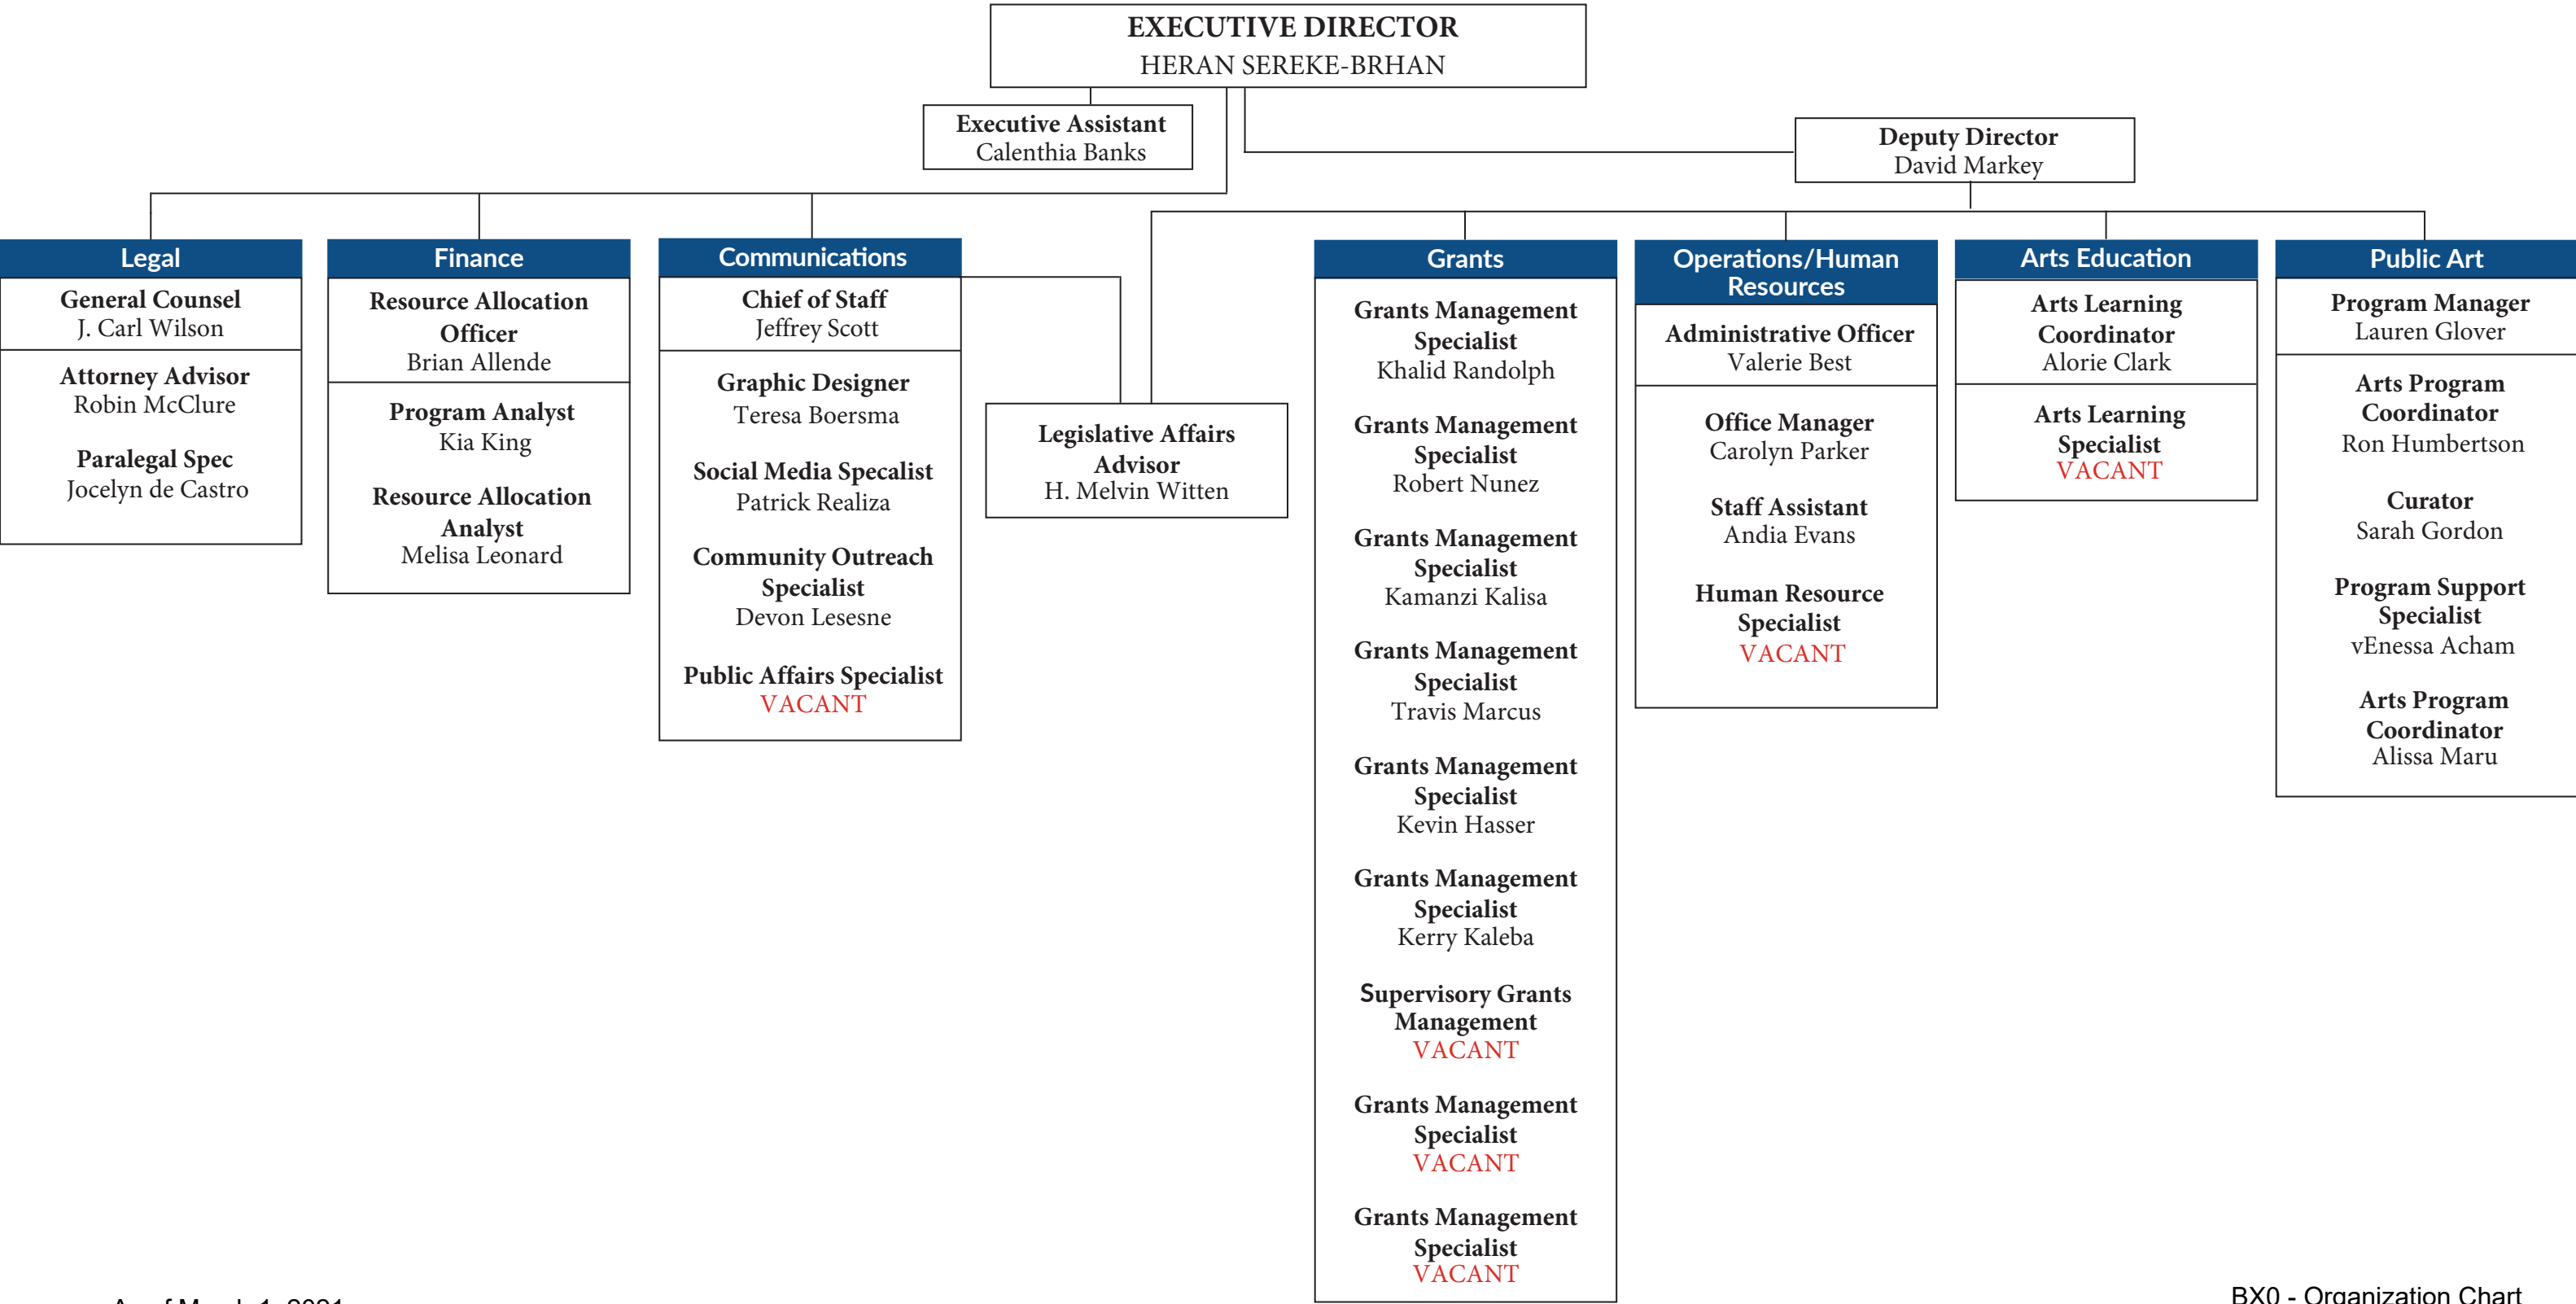 EXECUTIVE DIRECTOR
HERAN SEREKE-BRHAN
Executive Assistant
Calenthia Banks
Deputy Director
David Markey
Legal
General Counsel
J. Carl Wilson
Attorney Advisor
Robin McClure
Paralegal Spec
Jocelyn de Castro
Finance
Resource Allocation
Officer
Brian Allende
Program Analyst
Kia King
Resource Allocation
Analyst
Melisa Leonard
Communications
Chief of Staff
Jeffrey Scott
Graphic Designer
Teresa Boersma
Social Media Specalist
Patrick Realiza
Community Outreach
Specialist
Devon Lesesne
Public Affairs Specialist
VACANT
Legislative Affairs
Advisor
H. Melvin Witten
Grants
Grants Management
Specialist
Khalid Randolph
Grants Management
Specialist
Robert Nunez
Grants Management
Specialist
Kamanzi Kalisa
Grants Management
Specialist
Travis Marcus
Grants Management
Specialist
Kevin Hasser
Grants Management
Specialist
Kerry Kaleba
Supervisory Grants
Management
VACANT
Grants Management
Specialist
VACANT
Grants Management
Specialist
VACANT
Operations/Human
Resources
Administrative Officer
Valerie Best
Office Manager
Carolyn Parker
Staff Assistant
Andia Evans
Human Resource
Specialist
VACANT
Arts Education
Arts Learning
Coordinator
Alorie Clark
Arts Learning
Specialist
VACANT
Public Art
Program Manager
Lauren Glover
Arts Program
Coordinator
Ron Humbertson
Curator
Sarah Gordon
Program Support
Specialist
vEnessa Acham
Arts Program
Coordinator
Alissa Maru
As of March 1, 2021
BX0 - Organization Chart